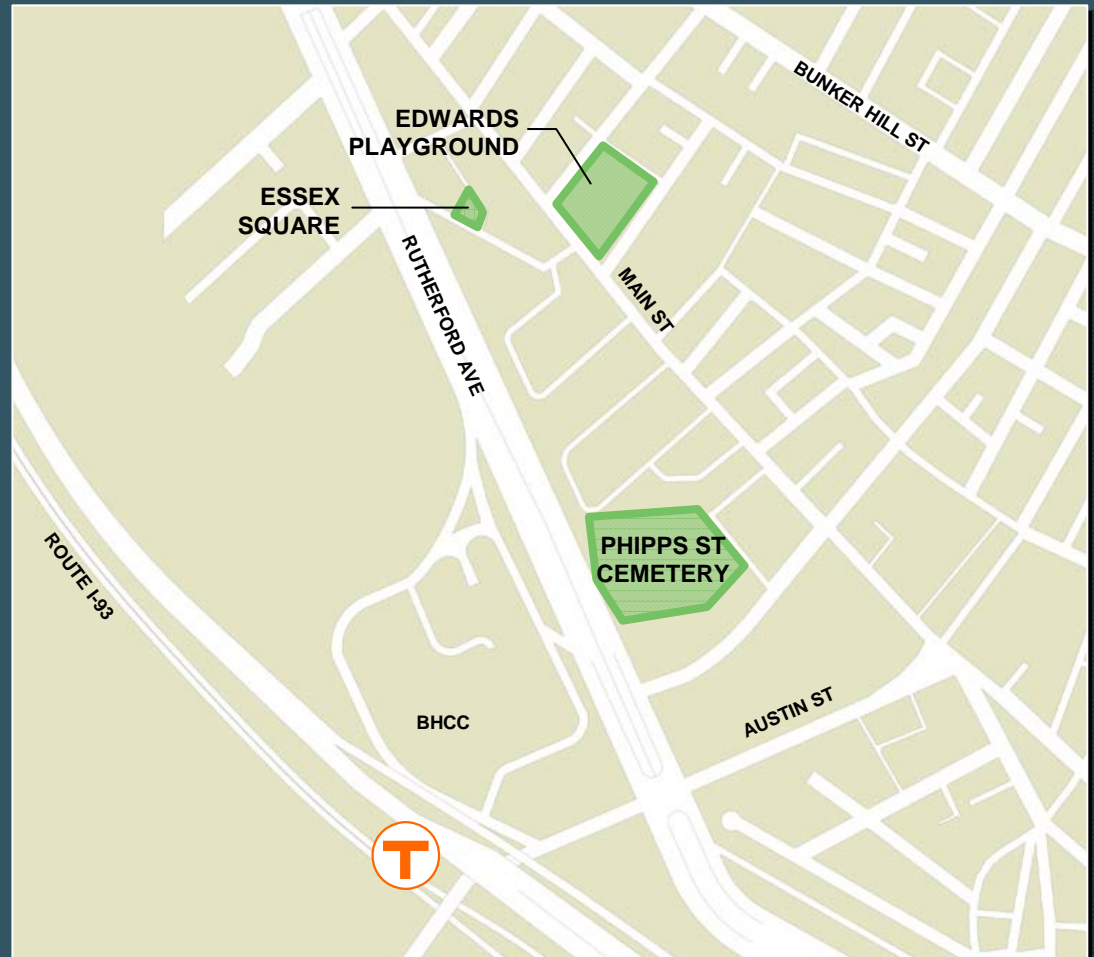 BUNKER HILL ST
EDWARDS
PLAYGROUND
ESSEX
SQUARE
RUTHERFORD AVE
MAIN ST
PHIPPS ST
CEMETERY
ROUTE I-93
AUSTIN ST
BHCC
T